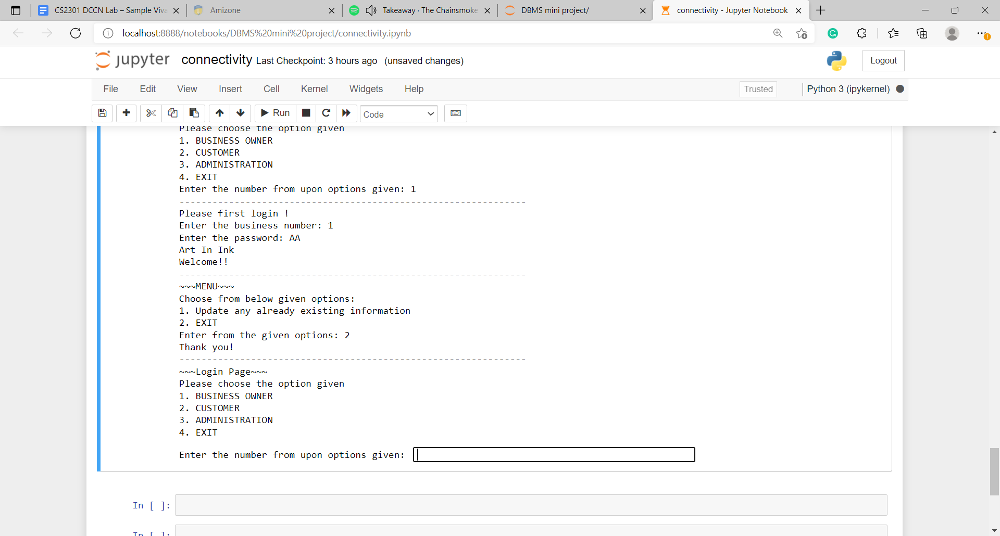 CS2301 DCCN Lab – Sample Viva
Amizone
Takeaway · The Chainsmoke
DBMS mini project/
connectivity - Jupyter Notebook
localhost:8888/notebooks/DBMS%20mini%20project/connectivity.ipynb
jupyter connectivity Last Checkpoint: 3 hours ago (unsaved changes)
Logout
File Edit View Insert Cell Kernel Widgets Help
Trusted
Python 3 (ipykernel)
Run
Code
Please choose the option given
1. BUSINESS OWNER
2. CUSTOMER
3. ADMINISTRATION
4. EXIT
Enter the number from upon options given: 1
---------------------------------------------------------------
Please first login !
Enter the business number: 1
Enter the password: AA
Art In Ink
Welcome!!
---------------------------------------------------------------
~~~MENU~~~
Choose from below given options:
1. Update any already existing information
2. EXIT
Enter from the given options: 2
Thank you!
---------------------------------------------------------------
~~~Login Page~~~
Please choose the option given
1. BUSINESS OWNER
2. CUSTOMER
3. ADMINISTRATION
4. EXIT
Enter the number from upon options given:
In [ ]:
In [ ]: